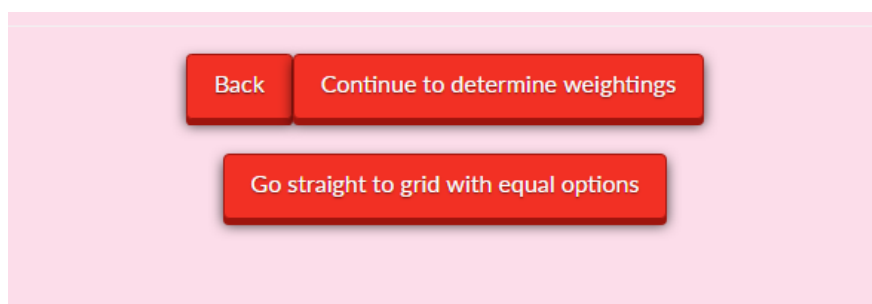 Back Continue to determine weightings
Go straight to grid with equal options